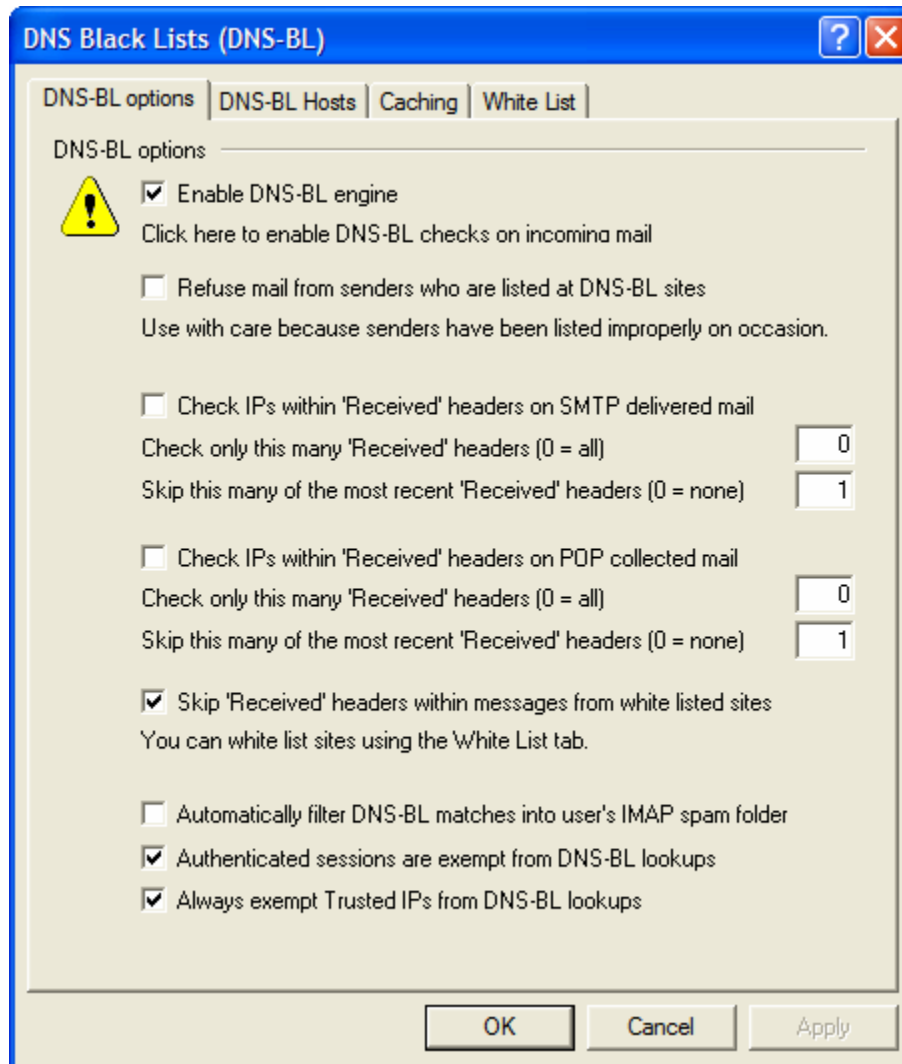 DNS Black Lists (DNS-BL)
DNS-BL options DNS-BL Hosts Caching White List
DNS-BL options
Enable DNS-BL engine
Click here to enable DNS-BL checks on incoming mail
Refuse mail from senders who are listed at DNS-BL sites
Use with care because senders have been listed improperly on occasion.
Check IPs within 'Received' headers on SMTP delivered mail
Check only this many 'Received' headers (0 = all) 0
Skip this many of the most recent 'Received' headers (0 = none) 1
Check IPs within 'Received' headers on POP collected mail
Check only this many 'Received' headers (0 = all) 0
Skip this many of the most recent 'Received' headers (0 = none) 1
Skip 'Received' headers within messages from white listed sites
You can white list sites using the White List tab.
Automatically filter DNS-BL matches into user's IMAP spam folder
Authenticated sessions are exempt from DNS-BL lookups
Always exempt Trusted IPs from DNS-BL lookups
OK Cancel Apply